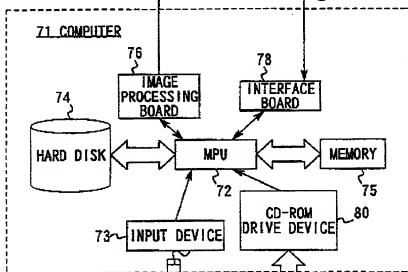 71 COMPUTER
76
IMAGE
PROCESSING
BOARD
78
INTERFACE
BOARD
74
HARD DISK
MPU
72
MEMORY
75
73
INPUT DEVICE
CD-ROM
DRIVE DEVICE
80